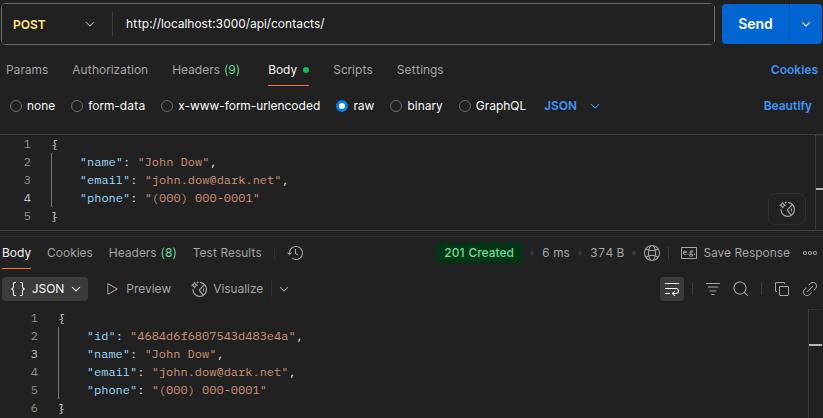 POST http://localhost:3000/api/contacts/ Send
Params Authorization Headers (9) Body Scripts Settings Cookies
none form-data x-www-form-urlencoded raw binary GraphQL JSON Beautify
1 {
2 "name": "John Dow",
3 "email": "john.dow@dark.net",
4 "phone": "(000) 000-0001"
5 }
Body Cookies Headers (8) Test Results 201 Created • 6 ms • 374 B e.g. Save Response
{} JSON Preview Visualize
1 {
2 "id": "4684d6f6807543d483e4a",
3 "name": "John Dow",
4 "email": "john.dow@dark.net",
5 "phone": "(000) 000-0001"
6 }